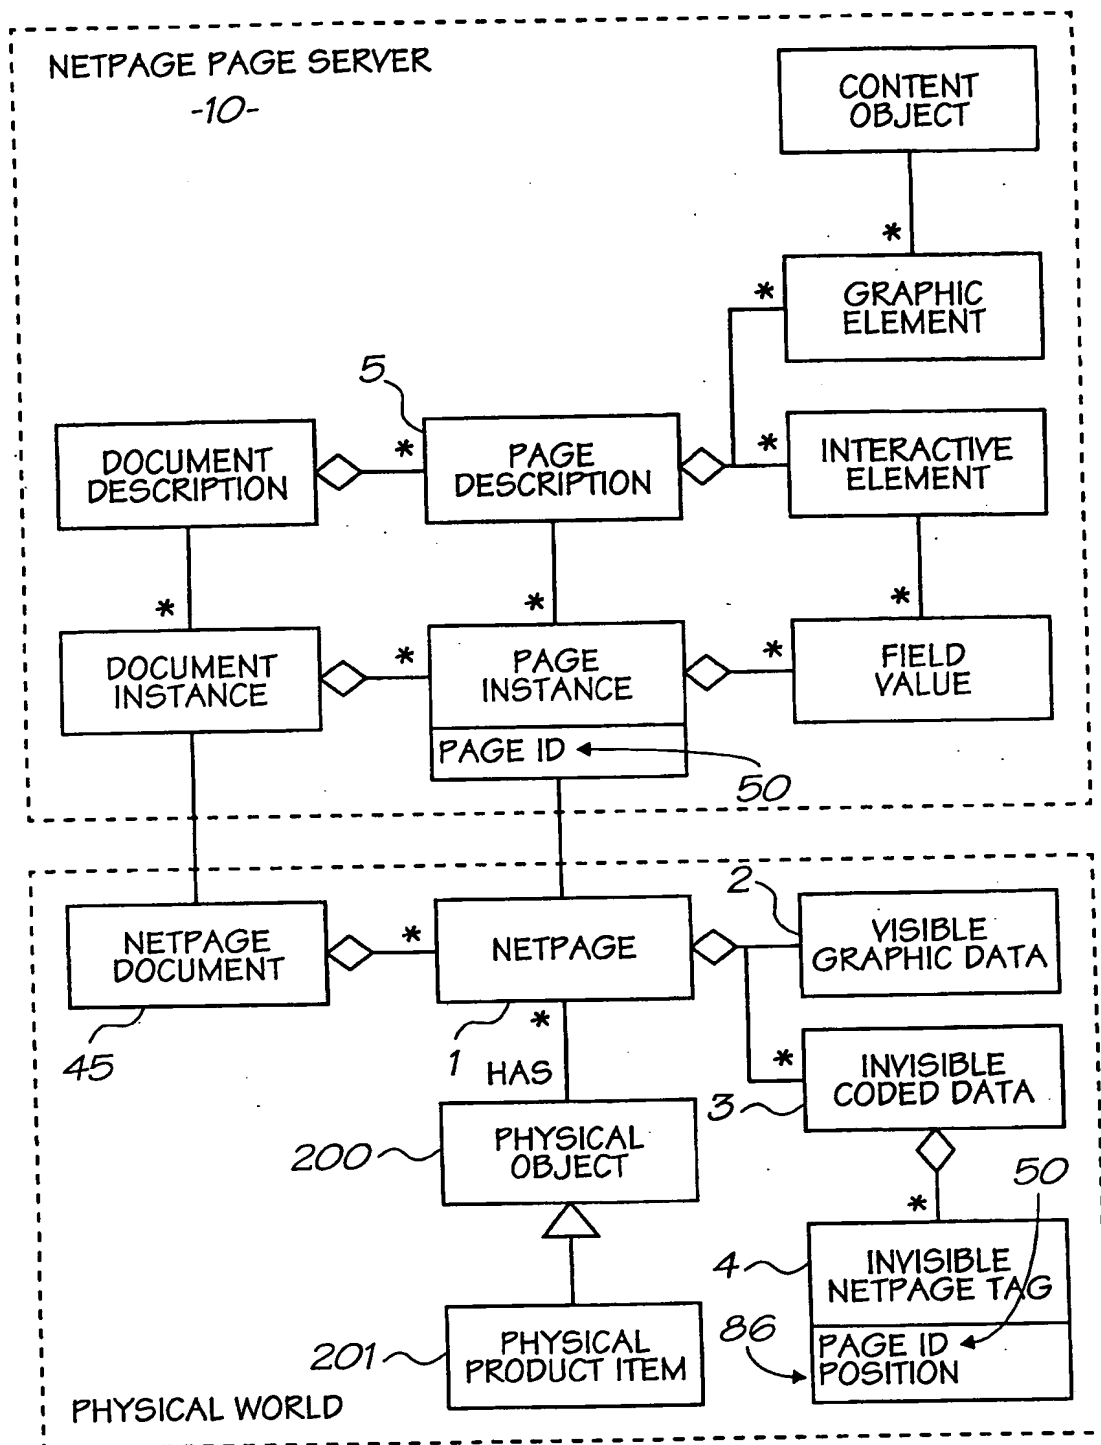 NETPAGE PAGE SERVER
-10-
CONTENT
OBJECT
*
GRAPHIC
ELEMENT
*
5
DOCUMENT
DESCRIPTION
*
PAGE
DESCRIPTION
*
INTERACTIVE
ELEMENT
*
*
*
DOCUMENT
INSTANCE
*
PAGE
INSTANCE
*
FIELD
VALUE
PAGE ID
50
NETPAGE
DOCUMENT
*
NETPAGE
2
VISIBLE
GRAPHIC DATA
45
1
*
HAS
*
3
INVISIBLE
CODED DATA
200
PHYSICAL
OBJECT
50
*
4
INVISIBLE
NETPAGE TAG
86
PAGE ID
POSITION
201
PHYSICAL
PRODUCT ITEM
PHYSICAL WORLD